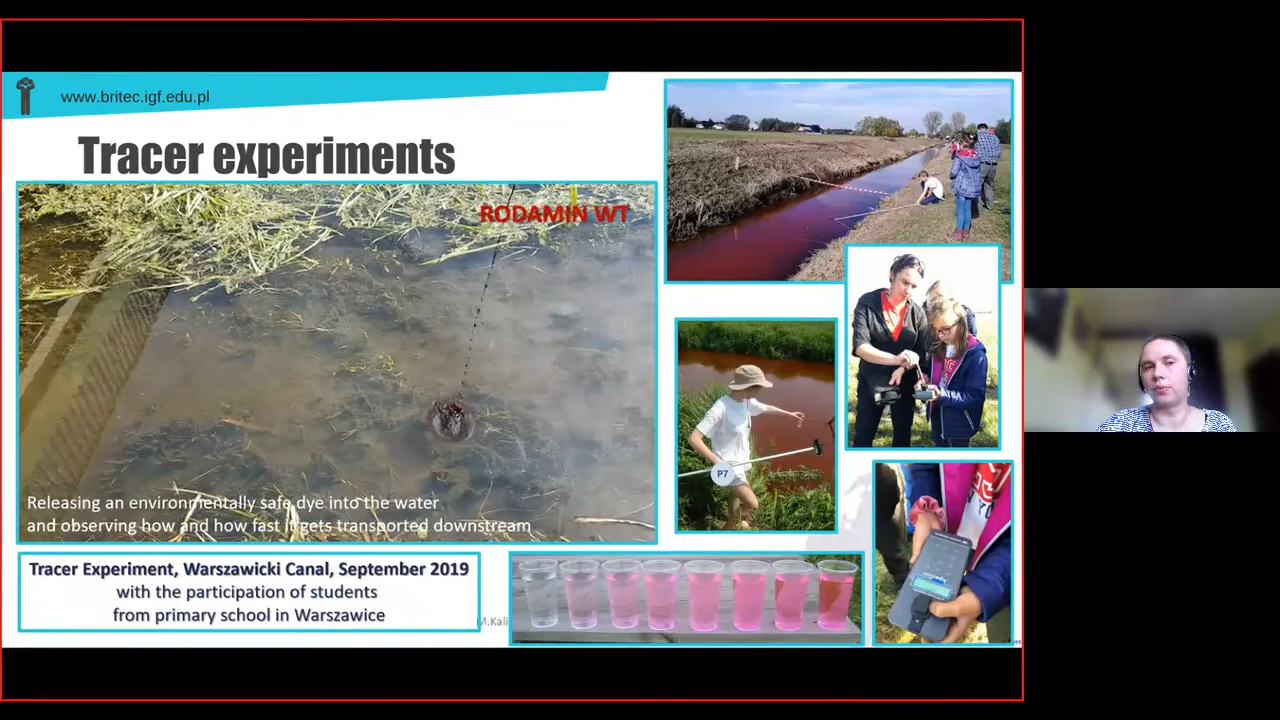 www.britec.igf.edu.pl
Tracer experiments
RODAMIN WT
Releasing an environmentally safe dye into the water
and observing how and how fast it gets transported downstream
P7
Tracer Experiment, Warszawicki Canal, September 2019
with the participation of students
from primary school in Warszawice
M.Kali